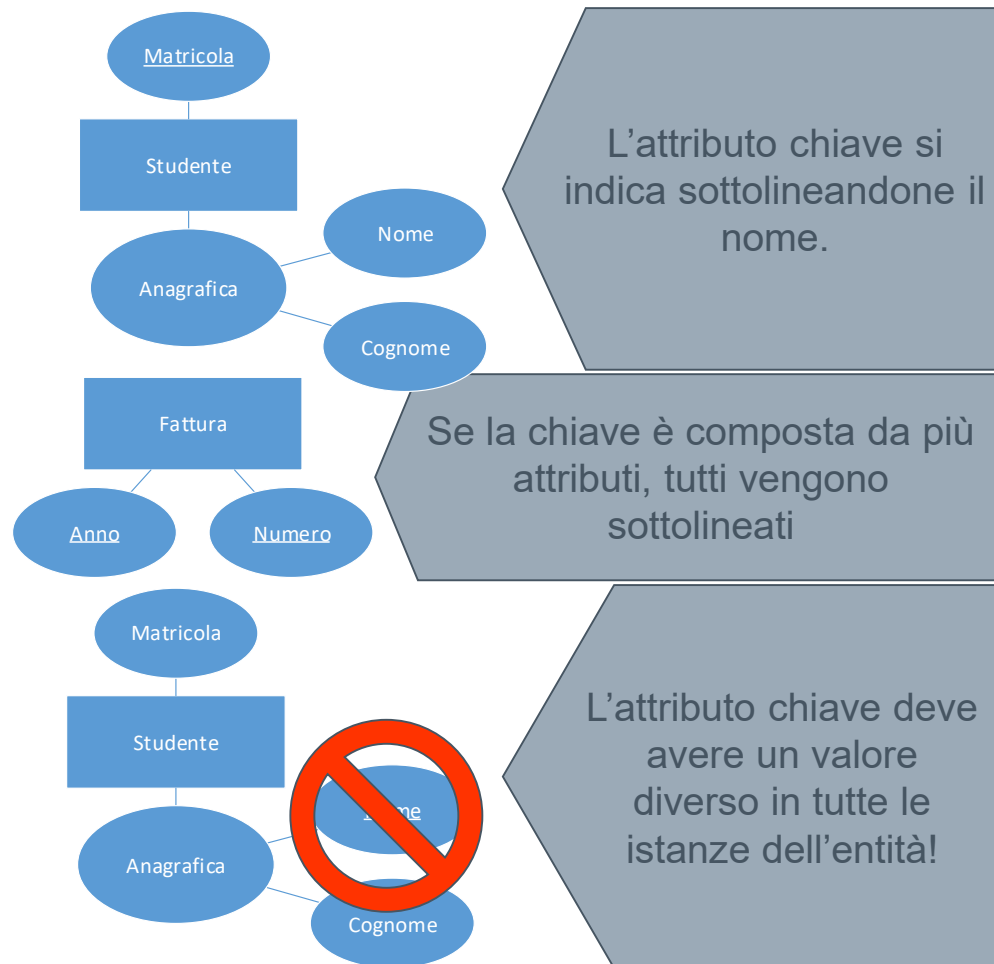 Matricola
Studente
Anagrafica
Nome
Cognome
L’attributo chiave si
indica sottolineandone il
nome.
Fattura
Anno
Numero
Se la chiave è composta da più
attributi, tutti vengono
sottolineati
Matricola
Studente
Anagrafica
Nome
Cognome
L’attributo chiave deve
avere un valore
diverso in tutte le
istanze dell’entità!